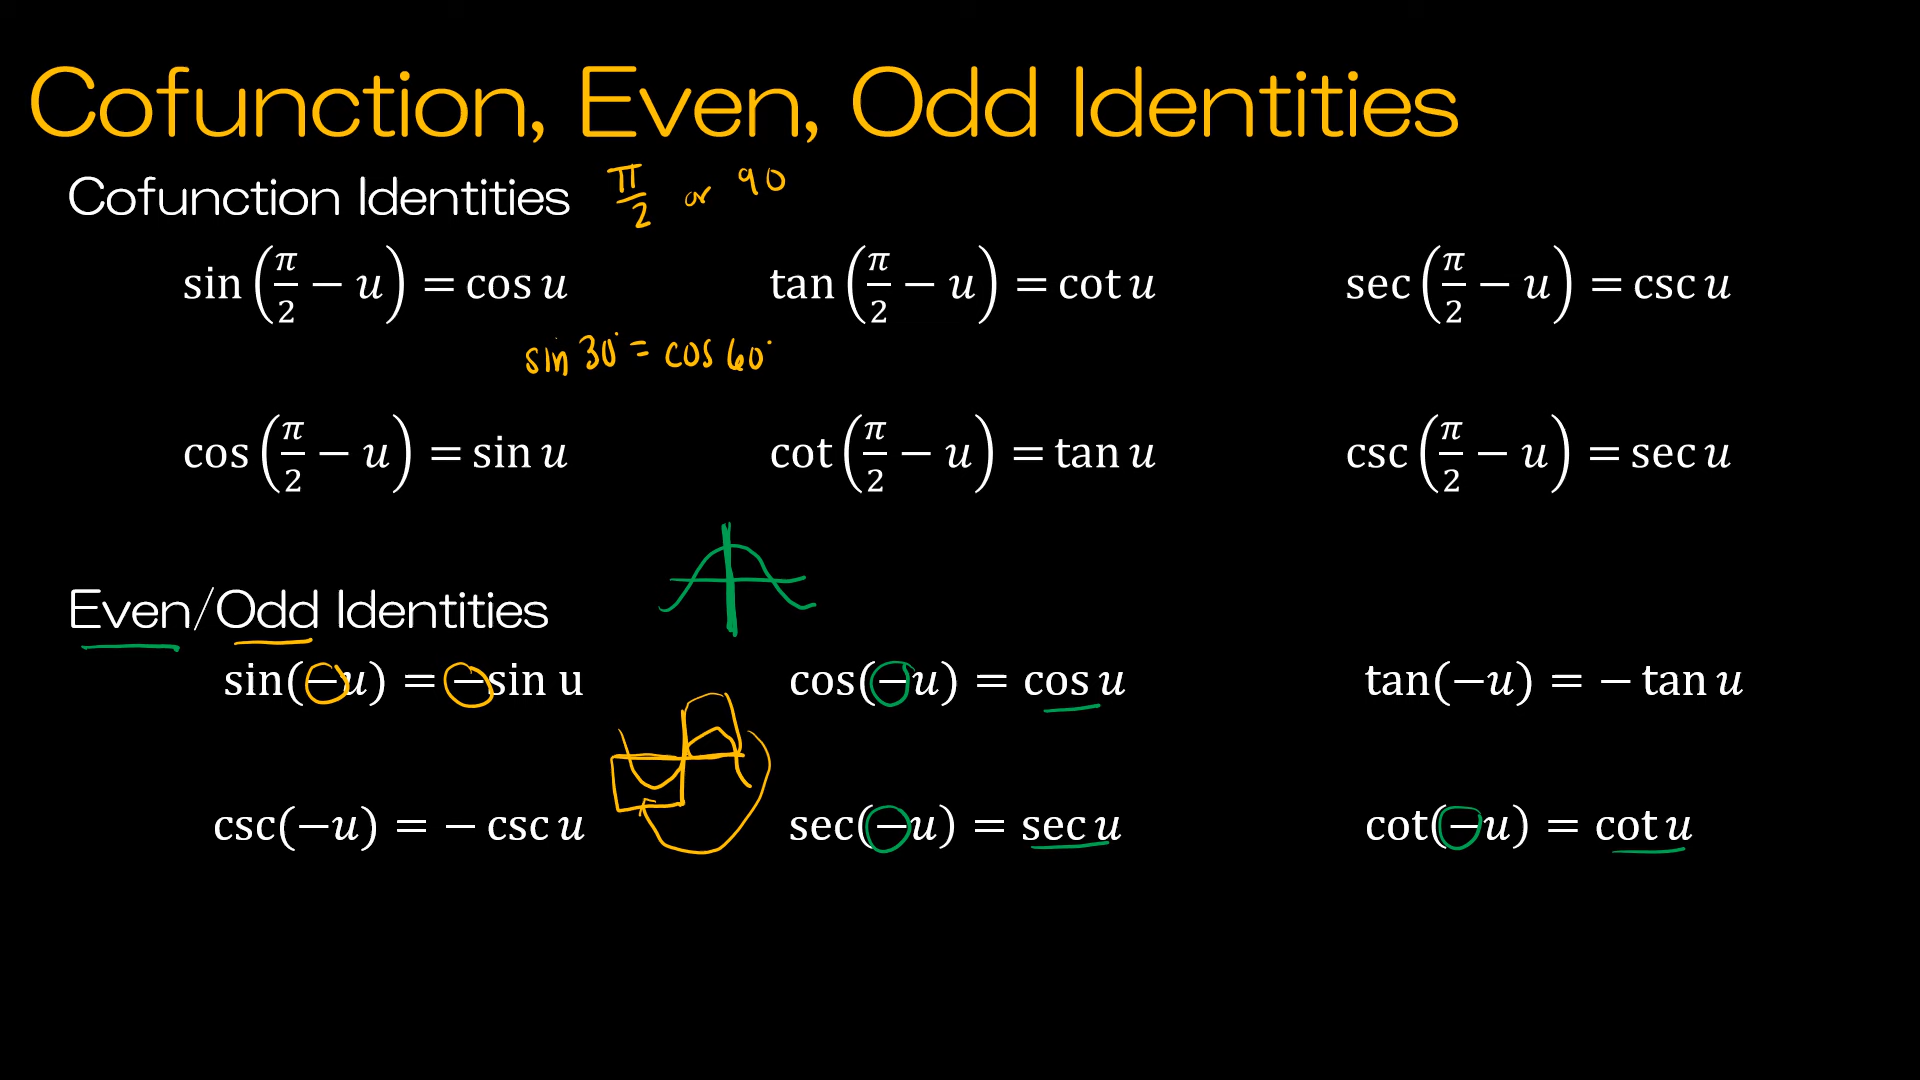 Cofunction, Even, Odd Identities
Cofunction Identities π/2 or 90
sin(π/2 − u) = cos u tan(π/2 − u) = cot u sec(π/2 − u) = csc u
sin 30° = cos 60°
cos(π/2 − u) = sin u cot(π/2 − u) = tan u csc(π/2 − u) = sec u
Even/Odd Identities
sin(−u) = −sin u cos(−u) = cos u tan(−u) = − tan u
csc(−u) = − csc u sec(−u) = sec u cot(−u) = cot u